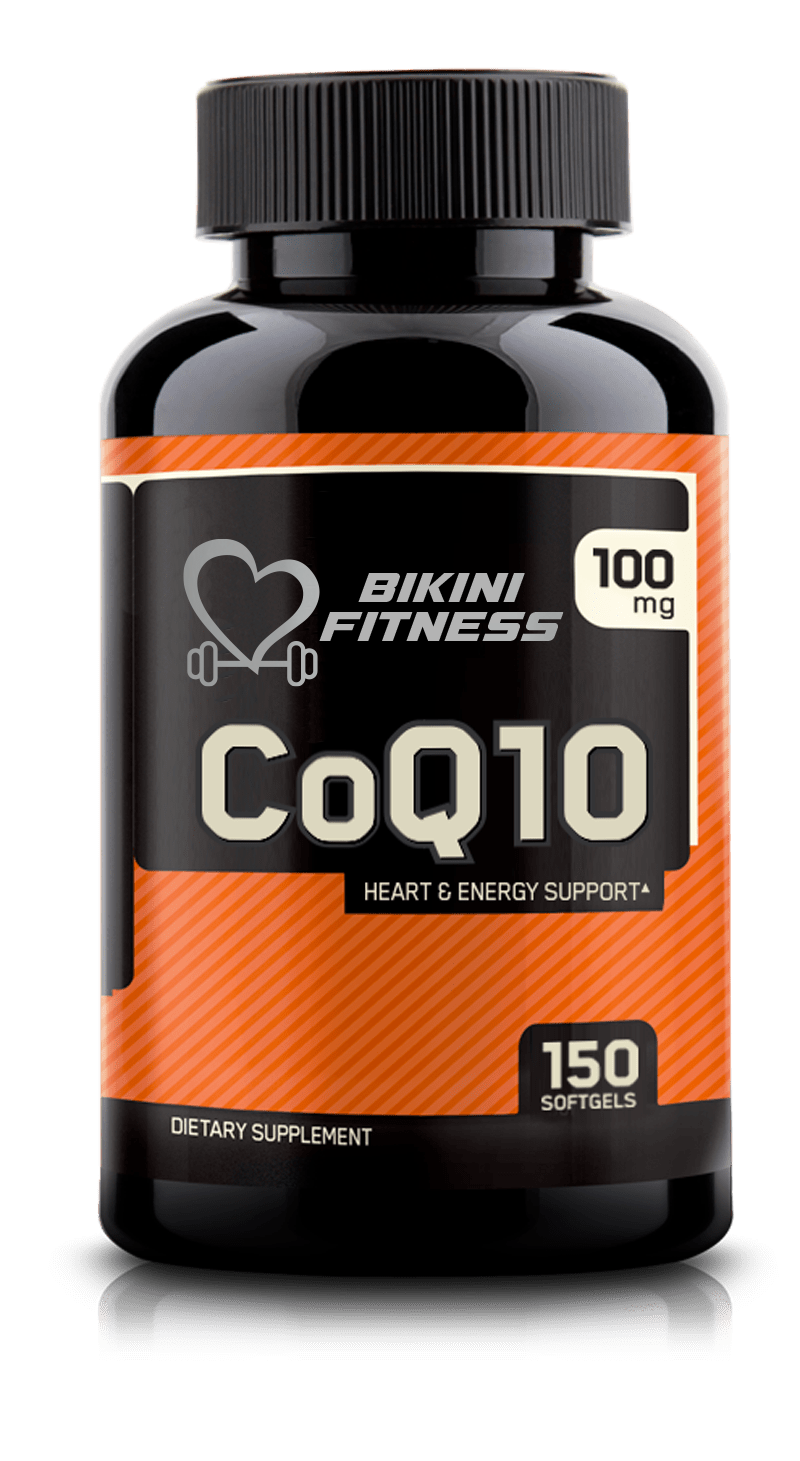 100
mg
BIKINI
FITNESS
CoQ10
HEART & ENERGY SUPPORT▲
150
SOFTGELS
DIETARY SUPPLEMENT